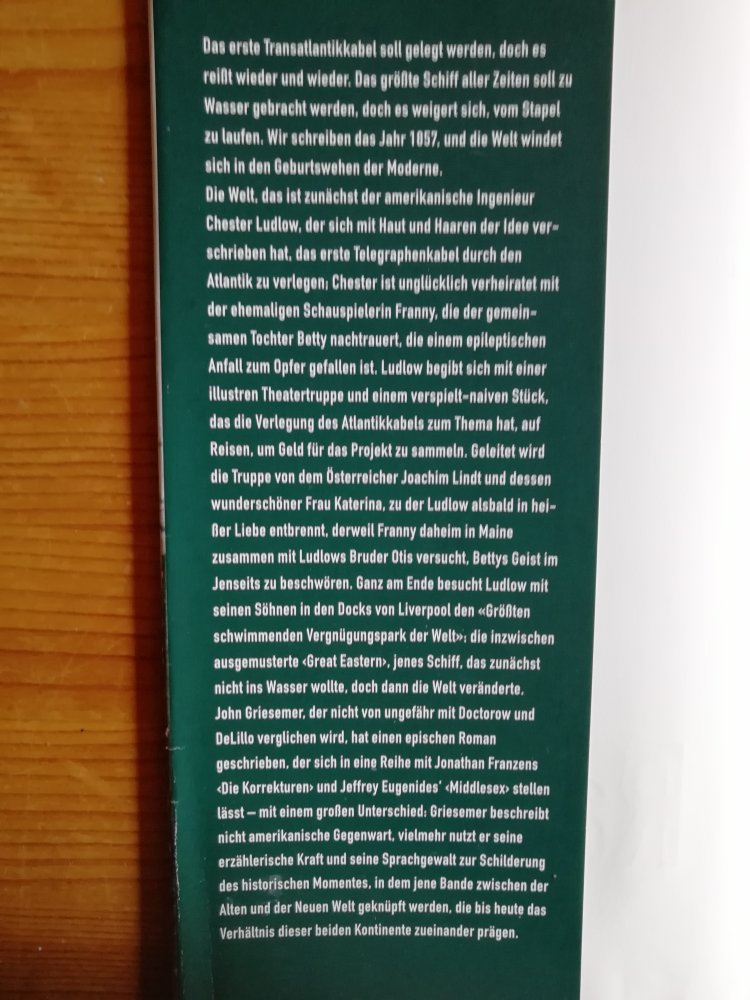 Das erste Transatlantikkabel soll gelegt werden, doch es
reißt wieder und wieder. Das größte Schiff aller Zeiten soll zu
Wasser gebracht werden, doch es weigert sich, vom Stapel
zu laufen. Wir schreiben das Jahr 1857, und die Welt windet
sich in den Geburtswehen der Moderne.
Die Welt, das ist zunächst der amerikanische Ingenieur
Chester Ludlow, der sich mit Haut und Haaren der Idee ver-
schrieben hat, das erste Telegraphenkabel durch den
Atlantik zu verlegen; Chester ist unglücklich verheiratet mit
der ehemaligen Schauspielerin Franny, die der gemein-
samen Tochter Betty nachtrauert, die einem epileptischen
Anfall zum Opfer gefallen ist. Ludlow begibt sich mit einer
illustren Theatertruppe und einem verspielt-naiven Stück,
das die Verlegung des Atlantikkabels zum Thema hat, auf
Reisen, um Geld für das Projekt zu sammeln. Geleitet wird
die Truppe von dem Österreicher Joachim Lindt und dessen
wunderschöner Frau Katerina, zu der Ludlow alsbald in hei-
ßer Liebe entbrennt, derweil Franny daheim in Maine
zusammen mit Ludlows Bruder Otis versucht, Bettys Geist im
Jenseits zu beschwören. Ganz am Ende besucht Ludlow mit
seinen Söhnen in den Docks von Liverpool den «Größten
schwimmenden Vergnügungspark der Welt»: die inzwischen
ausgemusterte ‹Great Eastern›, jenes Schiff, das zunächst
nicht ins Wasser wollte, doch dann die Welt veränderte.
John Griesemer, der nicht von ungefähr mit Doctorow und
DeLillo verglichen wird, hat einen epischen Roman
geschrieben, der sich in eine Reihe mit Jonathan Franzens
‹Die Korrekturen› und Jeffrey Eugenides' ‹Middlesex› stellen
lässt – mit einem großen Unterschied: Griesemer beschreibt
nicht amerikanische Gegenwart, vielmehr nutzt er seine
erzählerische Kraft und seine Sprachgewalt zur Schilderung
des historischen Momentes, in dem jene Bande zwischen der
Alten und der Neuen Welt geknüpft werden, die bis heute das
Verhältnis dieser beiden Kontinente zueinander prägen.